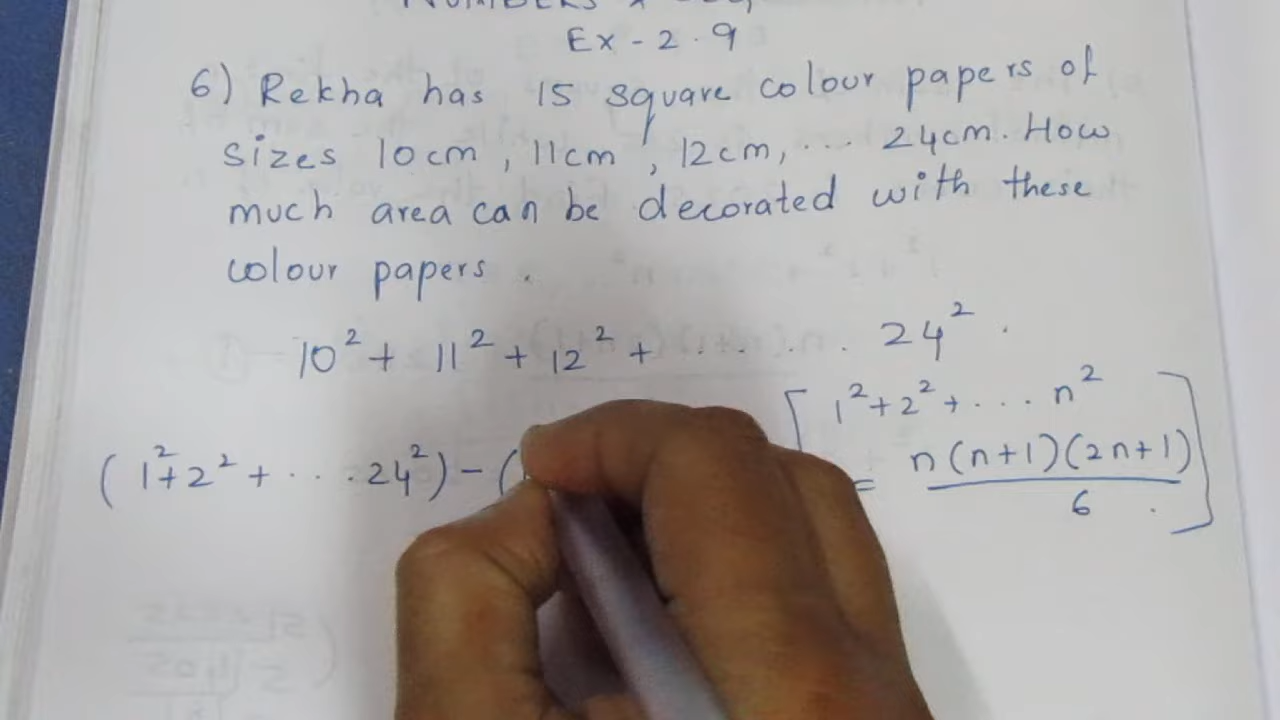 Ex - 2.9
6) Rekha has 15 square colour papers of
sizes 10cm, 11cm, 12cm, ... 24cm. How
much area can be decorated with these
colour papers.
10² + 11² + 12² + ..... 24².
[1² + 2² + ... n²
= n(n+1)(2n+1)/6.]
(1² + 2² + ... 24²) - (